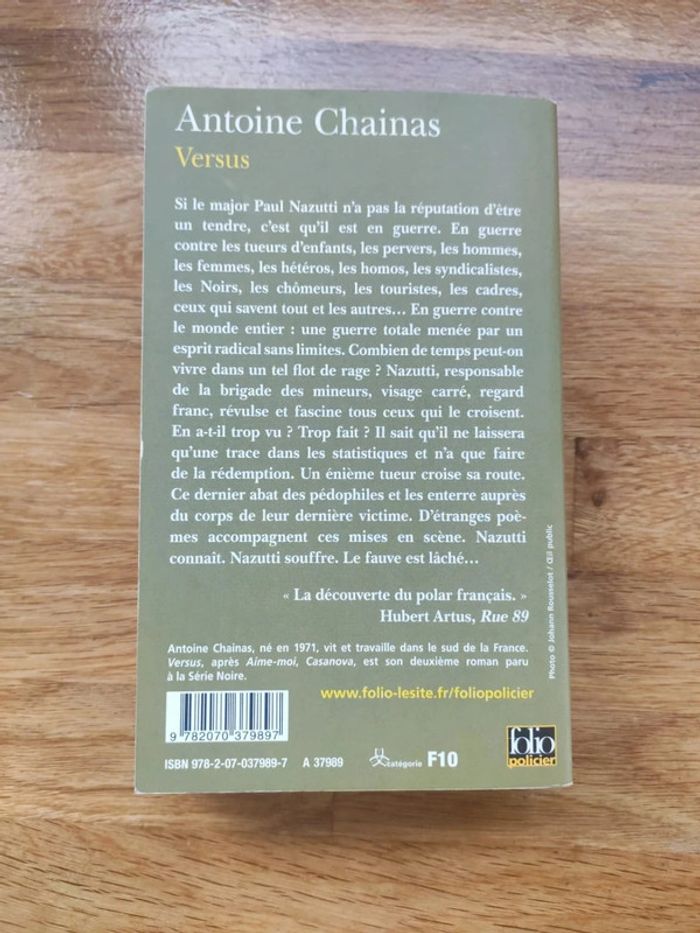 Antoine Chainas
Versus
Si le major Paul Nazutti n'a pas la réputation d'être
un tendre, c'est qu'il est en guerre. En guerre
contre les tueurs d'enfants, les pervers, les hommes,
les femmes, les hétéros, les homos, les syndicalistes,
les Noirs, les chômeurs, les touristes, les cadres,
ceux qui savent tout et les autres... En guerre contre
le monde entier : une guerre totale menée par un
esprit radical sans limites. Combien de temps peut-on
vivre dans un tel flot de rage ? Nazutti, responsable
de la brigade des mineurs, visage carré, regard
franc, révulse et fascine tous ceux qui le croisent.
En a-t-il trop vu ? Trop fait ? Il sait qu'il ne laissera
qu'une trace dans les statistiques et n'a que faire
de la rédemption. Un énième tueur croise sa route.
Ce dernier abat des pédophiles et les enterre auprès
du corps de leur dernière victime. D'étranges poè-
mes accompagnent ces mises en scène. Nazutti
connaît. Nazutti souffre. Le fauve est lâché...
« La découverte du polar français. »
Hubert Artus, Rue 89
Antoine Chainas, né en 1971, vit et travaille dans le sud de la France.
Versus, après Aime-moi, Casanova, est son deuxième roman paru
à la Série Noire.
www.folio-lesite.fr/foliopolicier
9 782070 379897
ISBN 978-2-07-037989-7 A 37989 catégorie F10
folio
policier
Photo © Johann Rousselot / Œil public